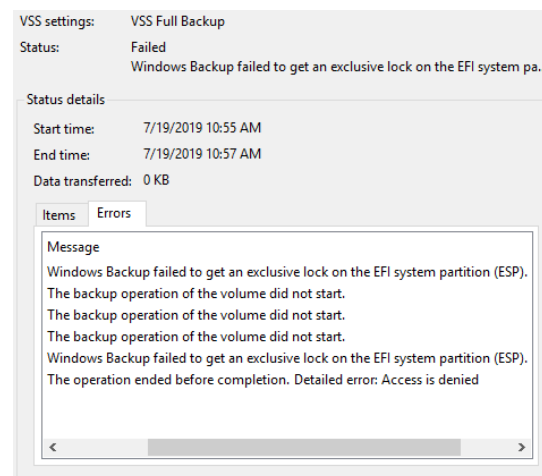 VSS settings: VSS Full Backup
Status: Failed
Windows Backup failed to get an exclusive lock on the EFI system pa.
Status details
Start time: 7/19/2019 10:55 AM
End time: 7/19/2019 10:57 AM
Data transferred: 0 KB
Items Errors
Message
Windows Backup failed to get an exclusive lock on the EFI system partition (ESP).
The backup operation of the volume did not start.
The backup operation of the volume did not start.
The backup operation of the volume did not start.
Windows Backup failed to get an exclusive lock on the EFI system partition (ESP).
The operation ended before completion. Detailed error: Access is denied